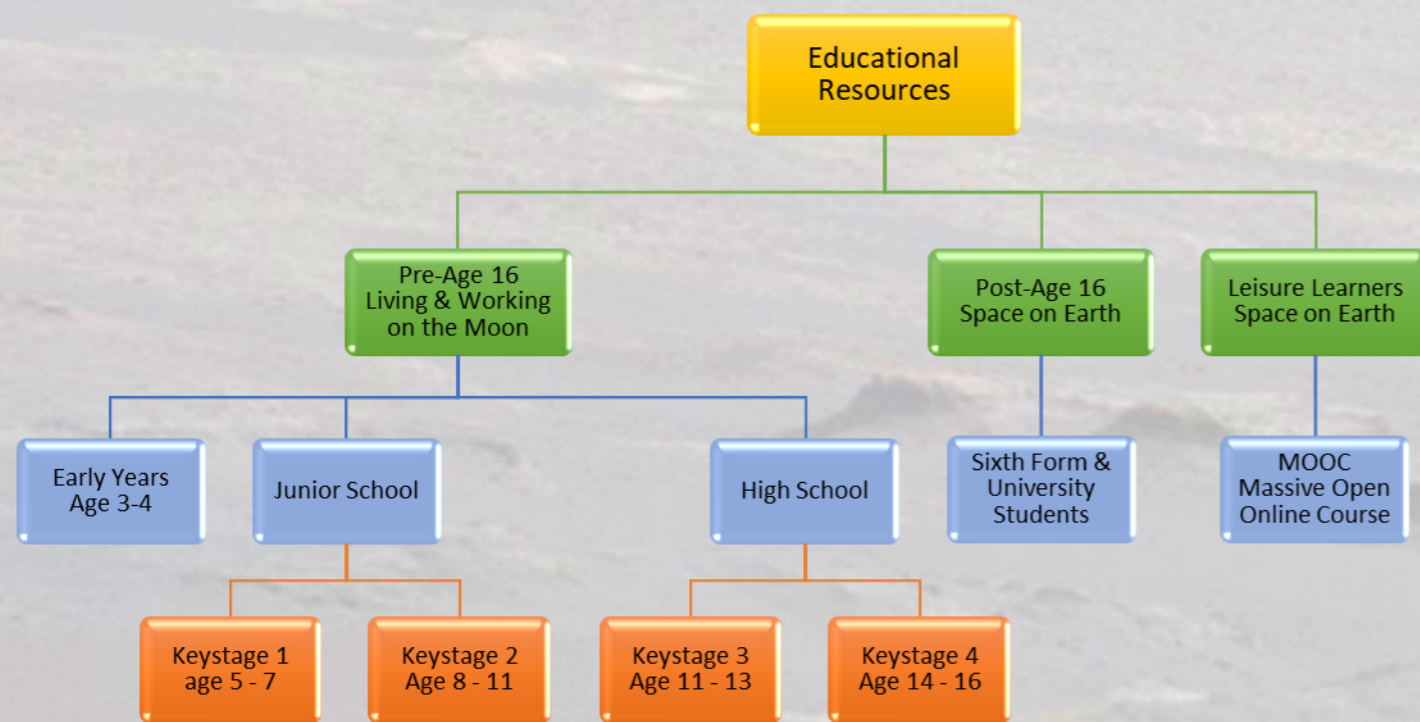 Educational
Resources
Pre-Age 16
Living & Working
on the Moon
Post-Age 16
Space on Earth
Leisure Learners
Space on Earth
Early Years
Age 3-4
Junior School
High School
Sixth Form &
University
Students
MOOC
Massive Open
Online Course
Keystage 1
age 5 - 7
Keystage 2
Age 8 - 11
Keystage 3
Age 11 - 13
Keystage 4
Age 14 - 16